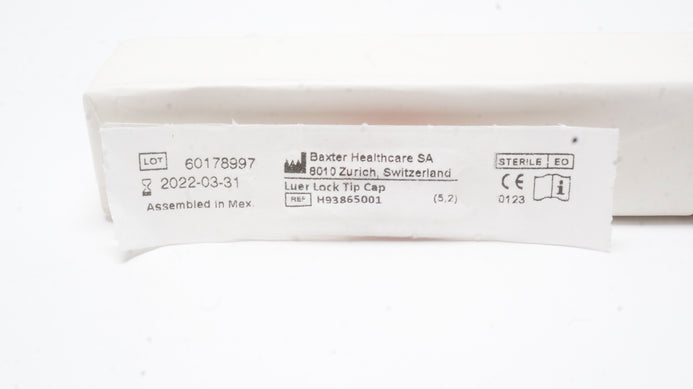 LOT 60178997
2022-03-31
Assembled in Mex.
Baxter Healthcare SA
8010 Zurich, Switzerland
Luer Lock Tip Cap
REF H93865001 (5,2)
STERILE EO
CE
0123